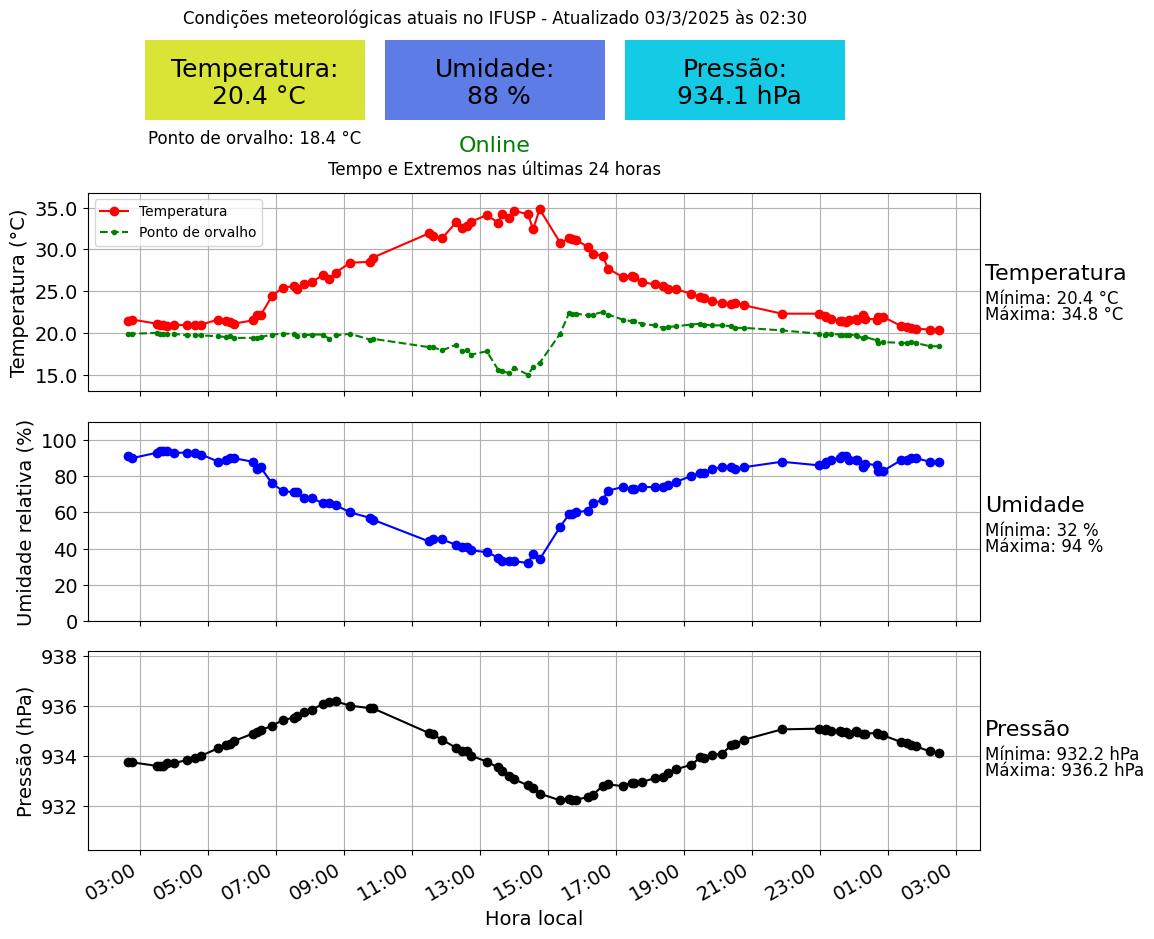 Condições meteorológicas atuais no IFUSP - Atualizado 03/3/2025 às 02:30
Temperatura:
20.4 °C
Umidade:
88 %
Pressão:
934.1 hPa
Ponto de orvalho: 18.4 °C
Online
Tempo e Extremos nas últimas 24 horas
Temperatura (°C)
35.0
30.0
25.0
20.0
15.0
Temperatura
Ponto de orvalho
Temperatura
Mínima: 20.4 °C
Máxima: 34.8 °C
Umidade relativa (%)
100
80
60
40
20
0
Umidade
Mínima: 32 %
Máxima: 94 %
Pressão (hPa)
938
936
934
932
Pressão
Mínima: 932.2 hPa
Máxima: 936.2 hPa
03:00
05:00
07:00
09:00
11:00
13:00
15:00
17:00
19:00
21:00
23:00
01:00
03:00
Hora local